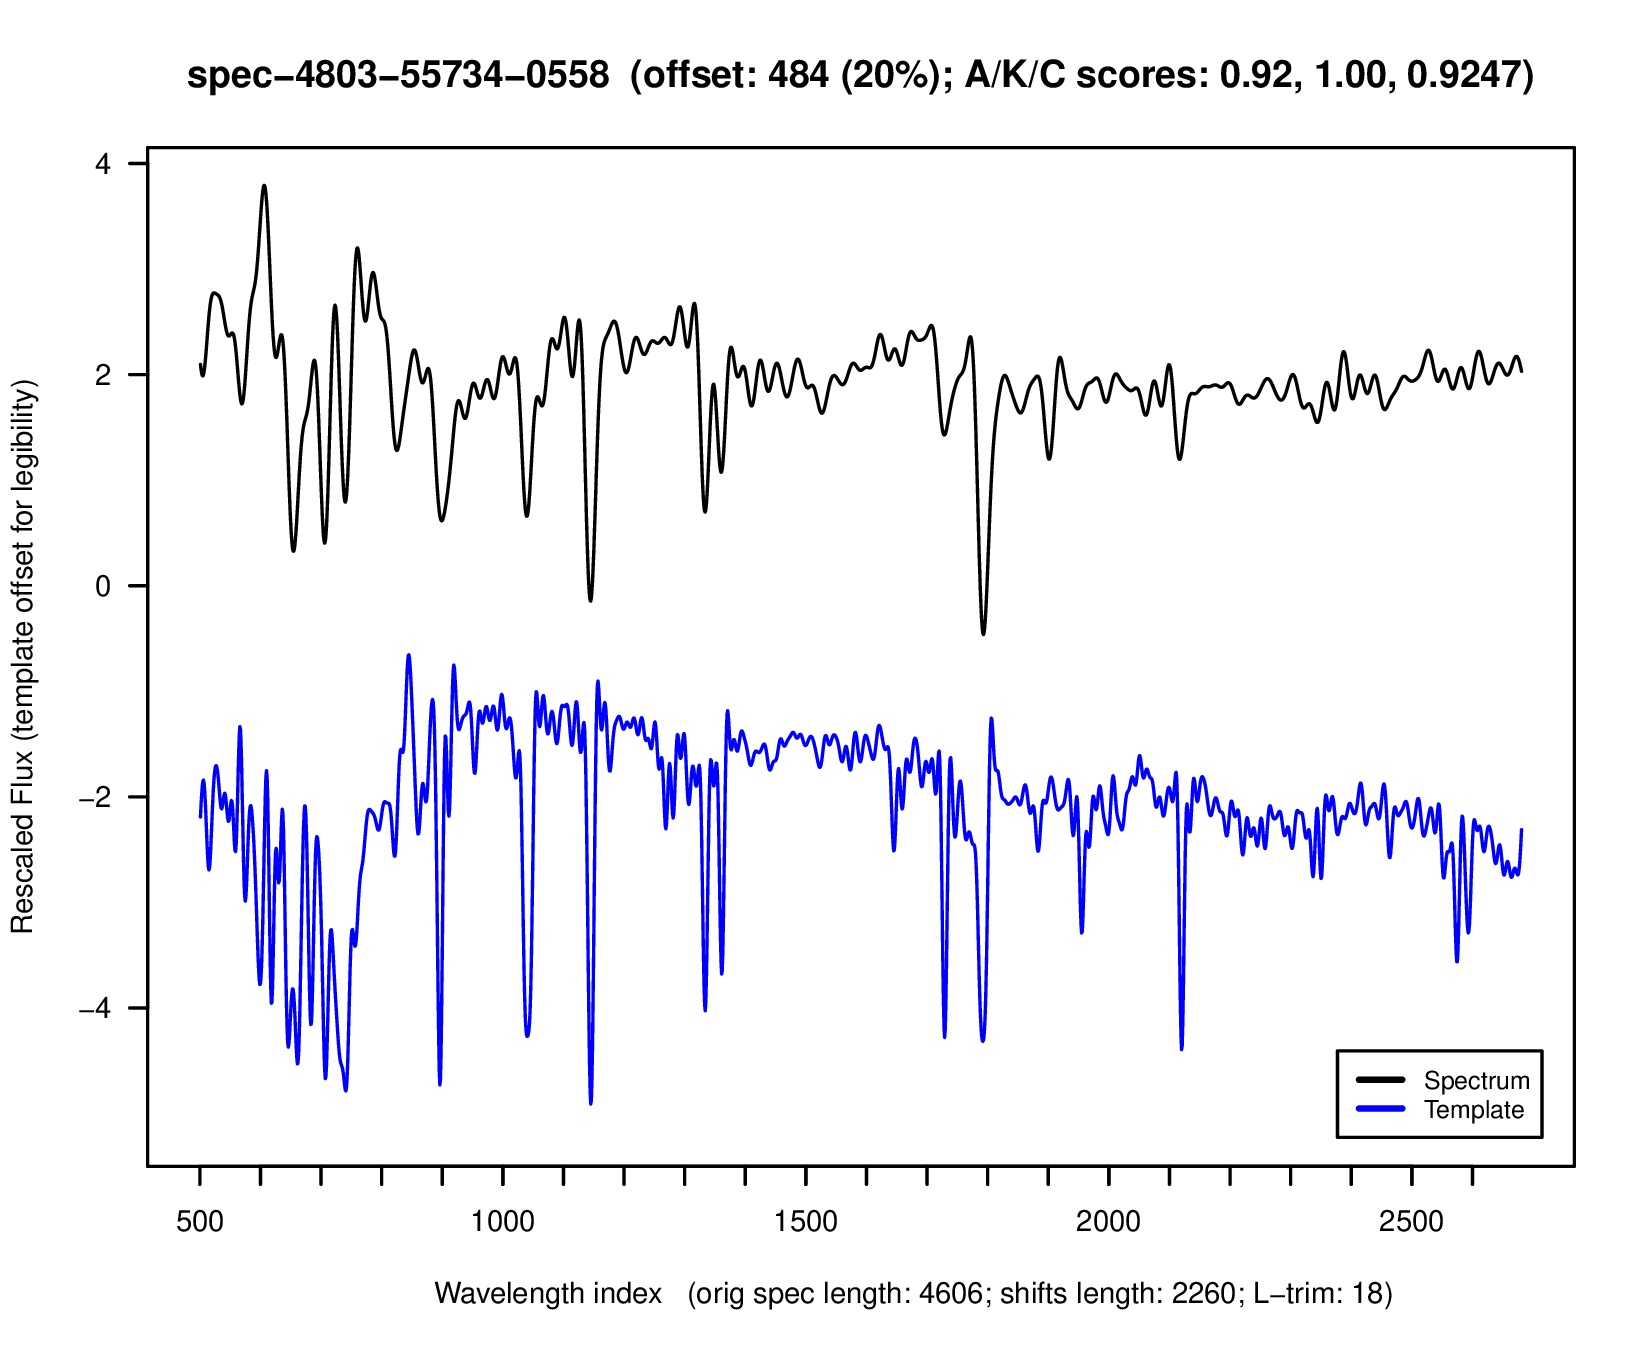 spec−4803−55734−0558 (offset: 484 (20%); A/K/C scores: 0.92, 1.00, 0.9247)
Rescaled Flux (template offset for legibility)
4
2
0
−2
−4
Spectrum
Template
500 1000 1500 2000 2500
Wavelength index (orig spec length: 4606; shifts length: 2260; L−trim: 18)